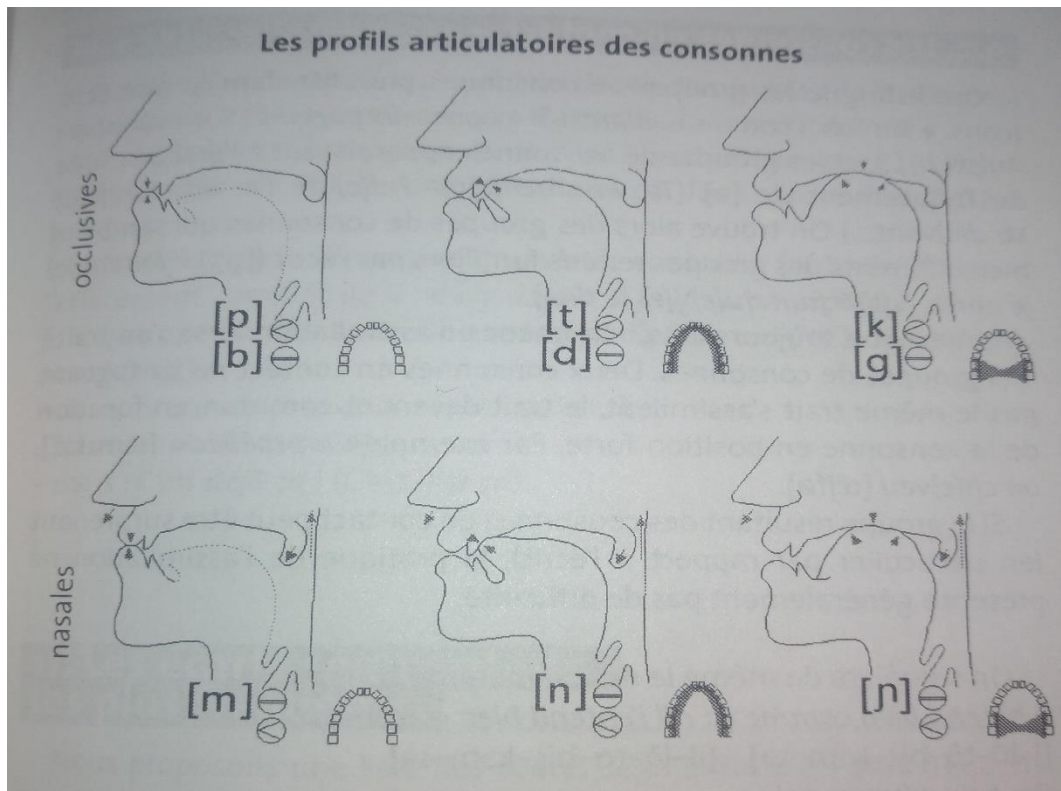 Les profils articulatoires des consonnes
occlusives
[p]
[b]
[t]
[d]
[k]
[g]
nasales
[m]
[n]
[ɲ]